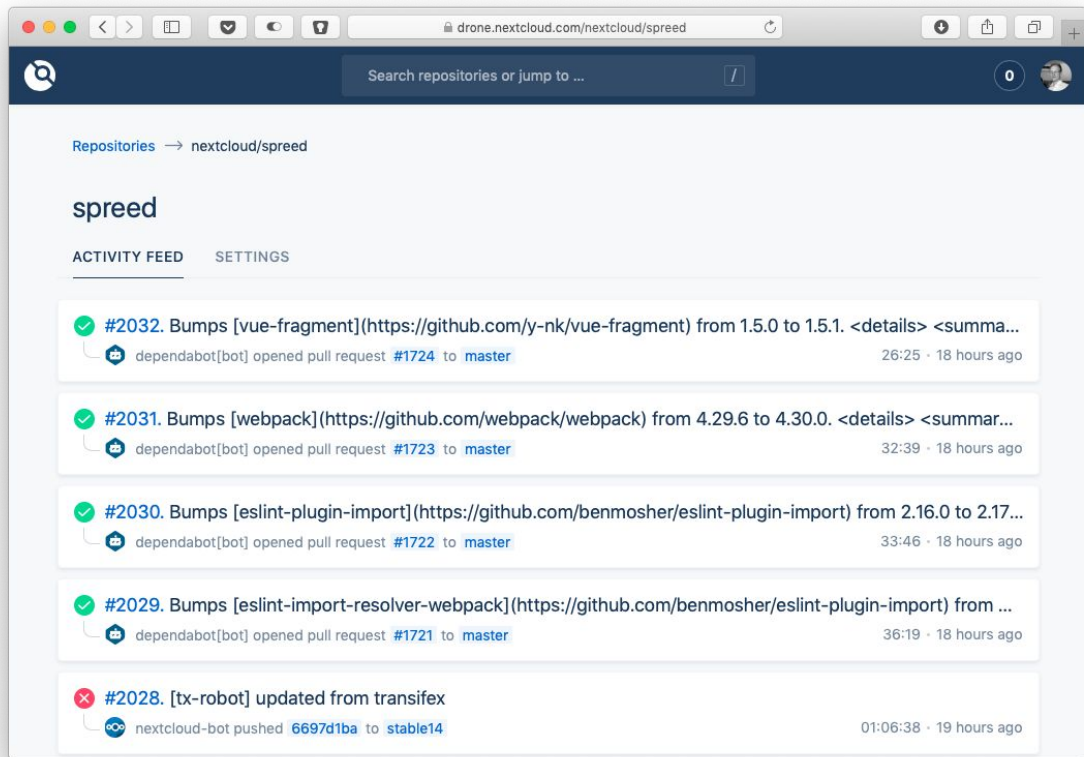 drone.nextcloud.com/nextcloud/spreed
Search repositories or jump to ... /
0
Repositories → nextcloud/spreed
spreed
ACTIVITY FEED SETTINGS
#2032. Bumps [vue-fragment](https://github.com/y-nk/vue-fragment) from 1.5.0 to 1.5.1. <details> <summa...
dependabot[bot] opened pull request #1724 to master 26:25 · 18 hours ago
#2031. Bumps [webpack](https://github.com/webpack/webpack) from 4.29.6 to 4.30.0. <details> <summar...
dependabot[bot] opened pull request #1723 to master 32:39 · 18 hours ago
#2030. Bumps [eslint-plugin-import](https://github.com/benmosher/eslint-plugin-import) from 2.16.0 to 2.17...
dependabot[bot] opened pull request #1722 to master 33:46 · 18 hours ago
#2029. Bumps [eslint-import-resolver-webpack](https://github.com/benmosher/eslint-plugin-import) from ...
dependabot[bot] opened pull request #1721 to master 36:19 · 18 hours ago
#2028. [tx-robot] updated from transifex
nextcloud-bot pushed 6697d1ba to stable14 01:06:38 · 19 hours ago